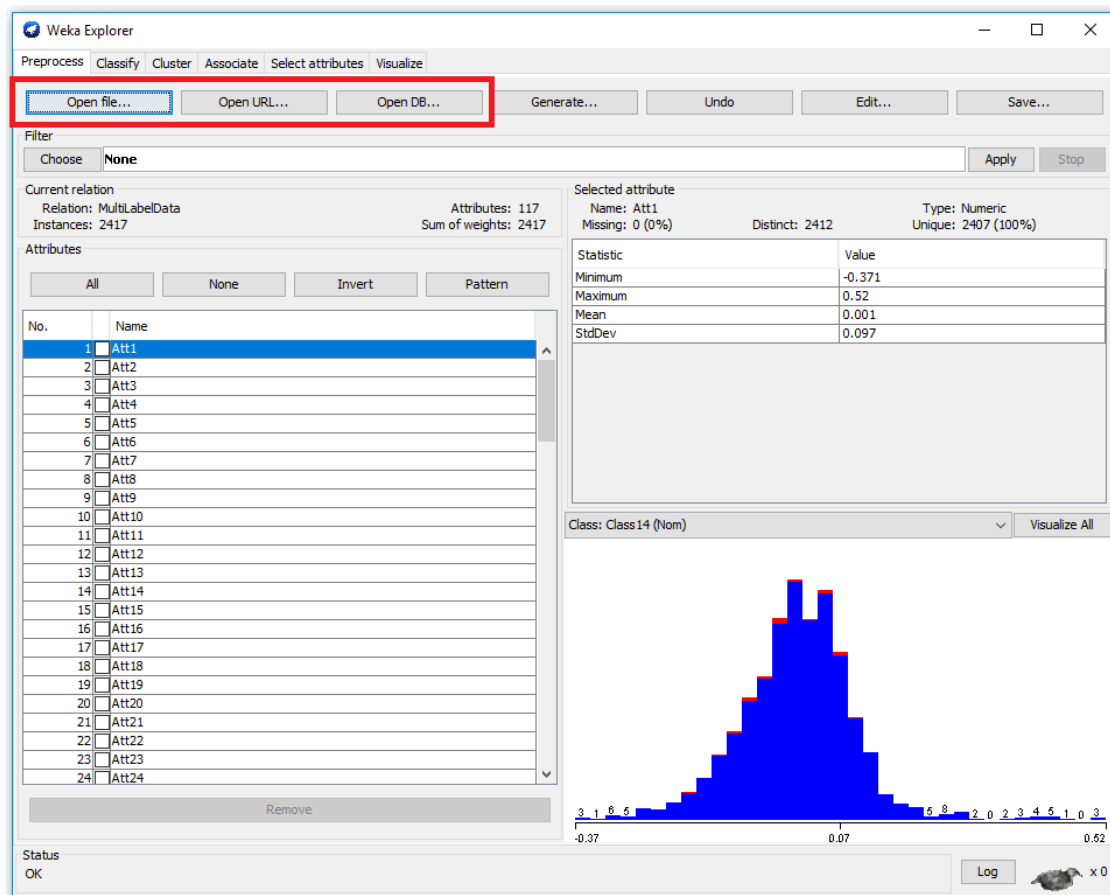 Weka Explorer
Preprocess Classify Cluster Associate Select attributes Visualize
Open file... Open URL... Open DB... Generate... Undo Edit... Save...
Filter
Choose None Apply Stop
Current relation
Relation: MultiLabelData Attributes: 117
Instances: 2417 Sum of weights: 2417
Attributes
All None Invert Pattern
No. Name
1 Att1
2 Att2
3 Att3
4 Att4
5 Att5
6 Att6
7 Att7
8 Att8
9 Att9
10 Att10
11 Att11
12 Att12
13 Att13
14 Att14
15 Att15
16 Att16
17 Att17
18 Att18
19 Att19
20 Att20
21 Att21
22 Att22
23 Att23
24 Att24
Remove
Selected attribute
Name: Att1 Type: Numeric
Missing: 0 (0%) Distinct: 2412 Unique: 2407 (100%)
Statistic Value
Minimum -0.371
Maximum 0.52
Mean 0.001
StdDev 0.097
Class: Class14 (Nom) Visualize All
3 1 6 5 5 8 2 0 2 3 4 5 1 0 3
-0.37 0.07 0.52
Status
OK Log x 0